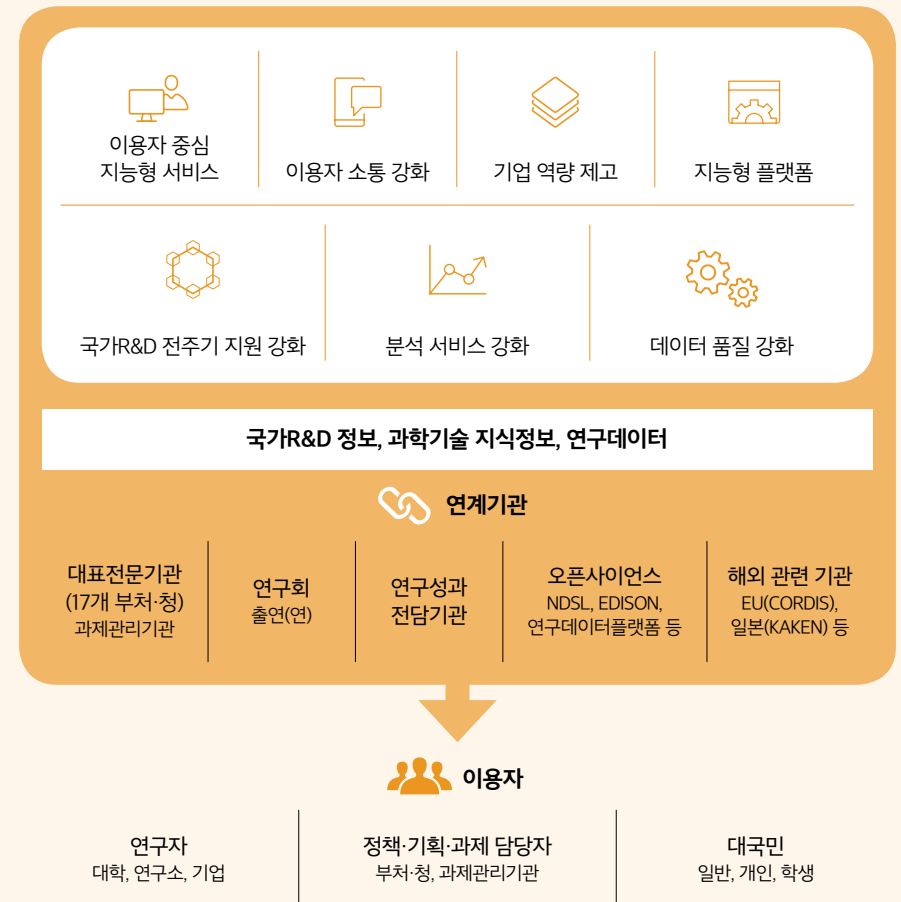 이용자 중심
지능형 서비스
이용자 소통 강화
기업 역량 제고
지능형 플랫폼
국가R&D 전주기 지원 강화
분석 서비스 강화
데이터 품질 강화
국가R&D 정보, 과학기술 지식정보, 연구데이터
연계기관
대표전문기관
(17개 부처·청)
과제관리기관
연구회
출연(연)
연구성과
전담기관
오픈사이언스
NDSL, EDISON,
연구데이터플랫폼 등
해외 관련 기관
EU(CORDIS),
일본(KAKEN) 등
이용자
연구자
대학, 연구소, 기업
정책·기획·과제 담당자
부처·청, 과제관리기관
대국민
일반, 개인, 학생